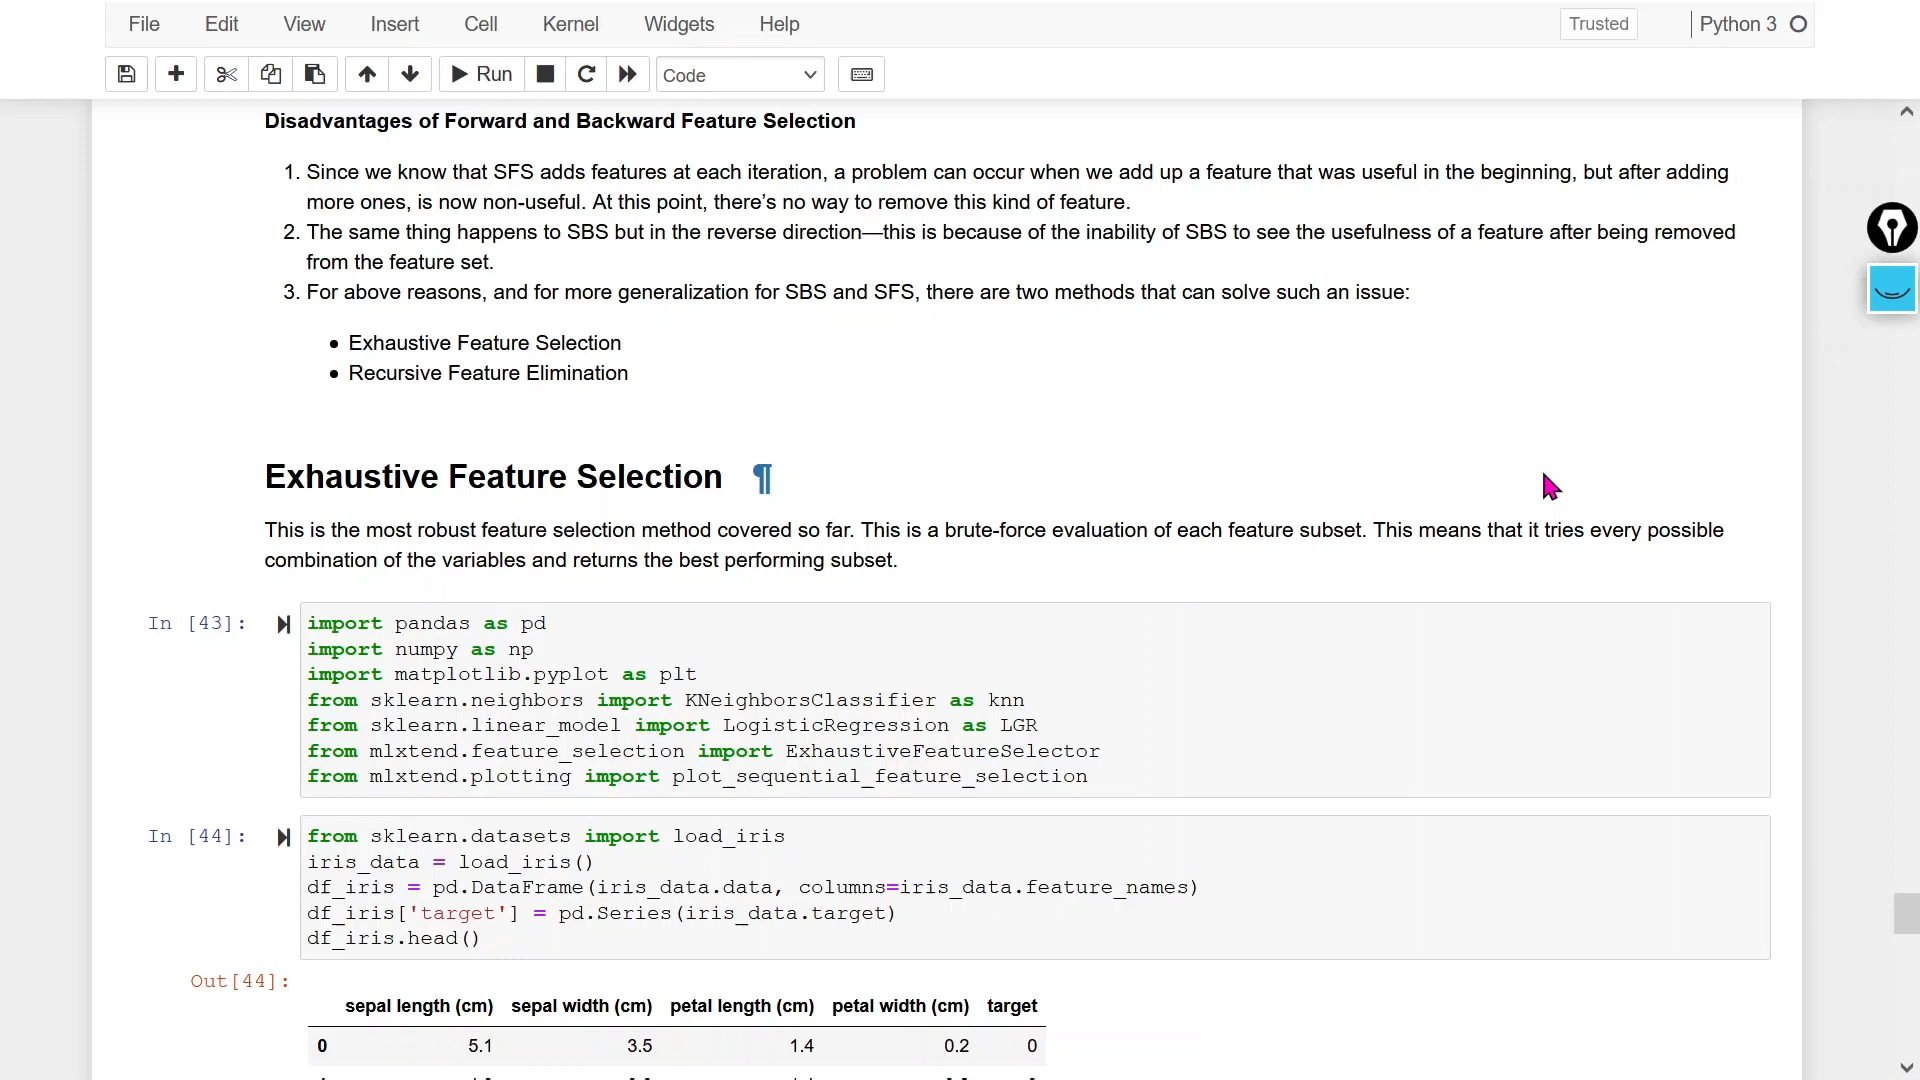 File Edit View Insert Cell Kernel Widgets Help Trusted Python 3
Run Code
Disadvantages of Forward and Backward Feature Selection
1. Since we know that SFS adds features at each iteration, a problem can occur when we add up a feature that was useful in the beginning, but after adding
more ones, is now non-useful. At this point, there’s no way to remove this kind of feature.
2. The same thing happens to SBS but in the reverse direction—this is because of the inability of SBS to see the usefulness of a feature after being removed
from the feature set.
3. For above reasons, and for more generalization for SBS and SFS, there are two methods that can solve such an issue:
• Exhaustive Feature Selection
• Recursive Feature Elimination
Exhaustive Feature Selection ¶
This is the most robust feature selection method covered so far. This is a brute-force evaluation of each feature subset. This means that it tries every possible
combination of the variables and returns the best performing subset.
In [43]: import pandas as pd
import numpy as np
import matplotlib.pyplot as plt
from sklearn.neighbors import KNeighborsClassifier as knn
from sklearn.linear_model import LogisticRegression as LGR
from mlxtend.feature_selection import ExhaustiveFeatureSelector
from mlxtend.plotting import plot_sequential_feature_selection
In [44]: from sklearn.datasets import load_iris
iris_data = load_iris()
df_iris = pd.DataFrame(iris_data.data, columns=iris_data.feature_names)
df_iris['target'] = pd.Series(iris_data.target)
df_iris.head()
Out[44]:
sepal length (cm) sepal width (cm) petal length (cm) petal width (cm) target
0 5.1 3.5 1.4 0.2 0